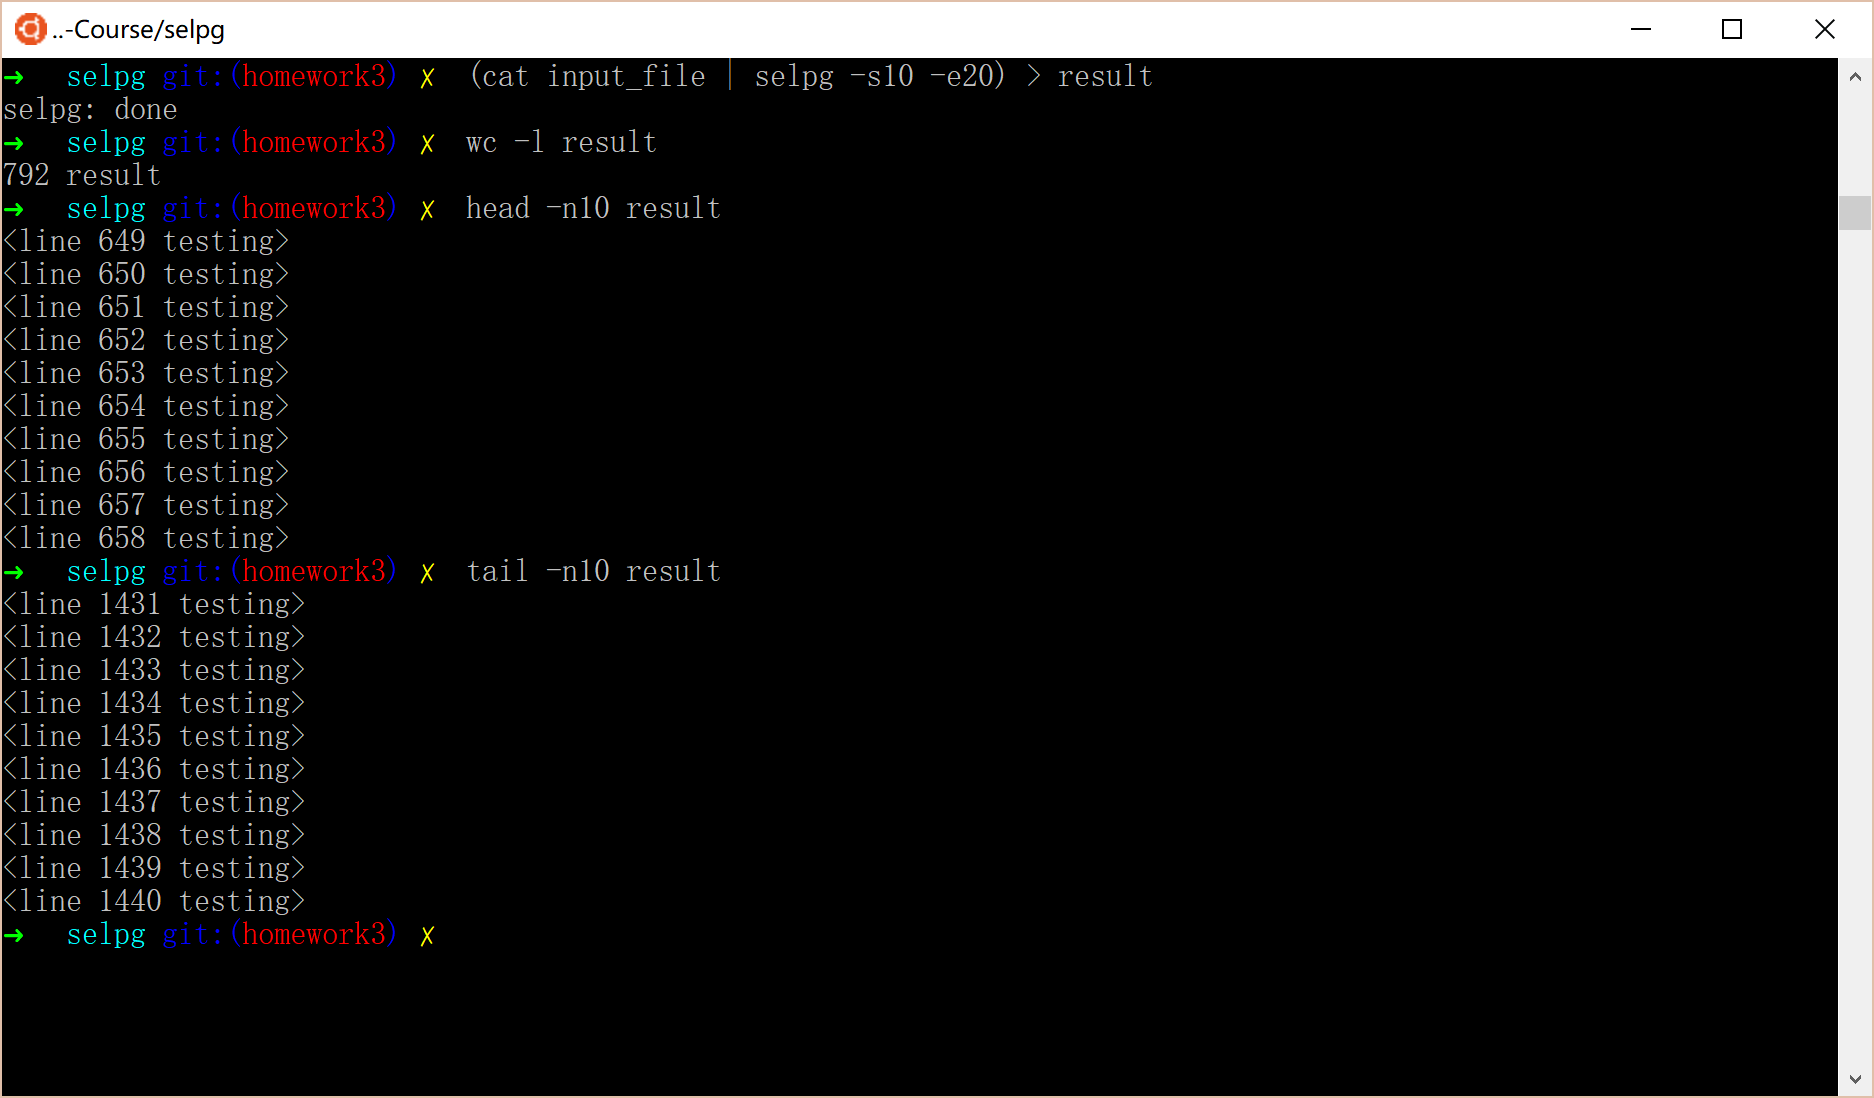 ..-Course/selpg
➜  selpg git:(homework3) ✗ (cat input_file | selpg -s10 -e20) > result
selpg: done
➜  selpg git:(homework3) ✗ wc -l result
792 result
➜  selpg git:(homework3) ✗ head -n10 result
<line 649 testing>
<line 650 testing>
<line 651 testing>
<line 652 testing>
<line 653 testing>
<line 654 testing>
<line 655 testing>
<line 656 testing>
<line 657 testing>
<line 658 testing>
➜  selpg git:(homework3) ✗ tail -n10 result
<line 1431 testing>
<line 1432 testing>
<line 1433 testing>
<line 1434 testing>
<line 1435 testing>
<line 1436 testing>
<line 1437 testing>
<line 1438 testing>
<line 1439 testing>
<line 1440 testing>
➜  selpg git:(homework3) ✗